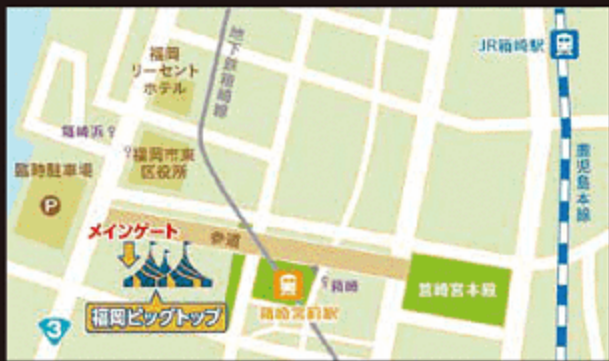 JR箱崎駅
福岡
リーセント
ホテル
地下鉄箱崎線
箱崎浜
福岡市東
区役所
臨時駐車場
P
鹿児島本線
メインゲート
参道
箱崎
筥崎宮本殿
箱崎宮前駅
福岡ビッグトップ
3